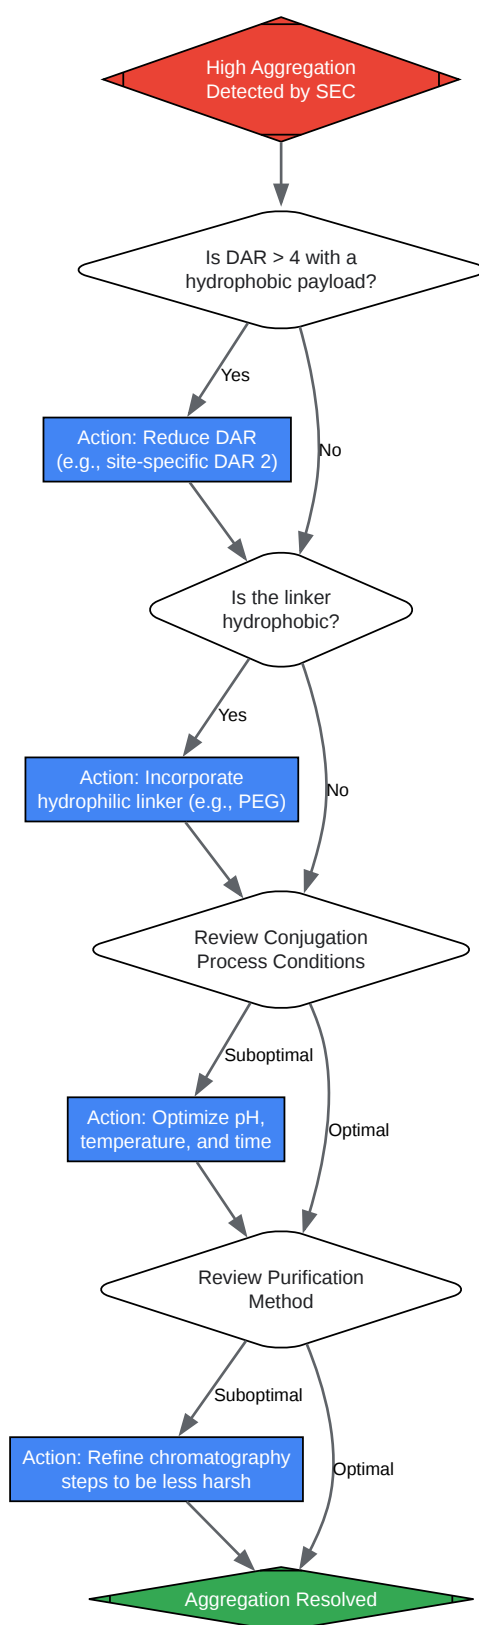 High Aggregation
Detected by SEC
Is DAR > 4 with a
hydrophobic payload?
Yes
No
Action: Reduce DAR
(e.g., site-specific DAR 2)
Is the linker
hydrophobic?
Yes
No
Action: Incorporate
hydrophilic linker (e.g., PEG)
Review Conjugation
Process Conditions
Suboptimal
Optimal
Action: Optimize pH,
temperature, and time
Review Purification
Method
Suboptimal
Optimal
Action: Refine chromatography
steps to be less harsh
Aggregation Resolved